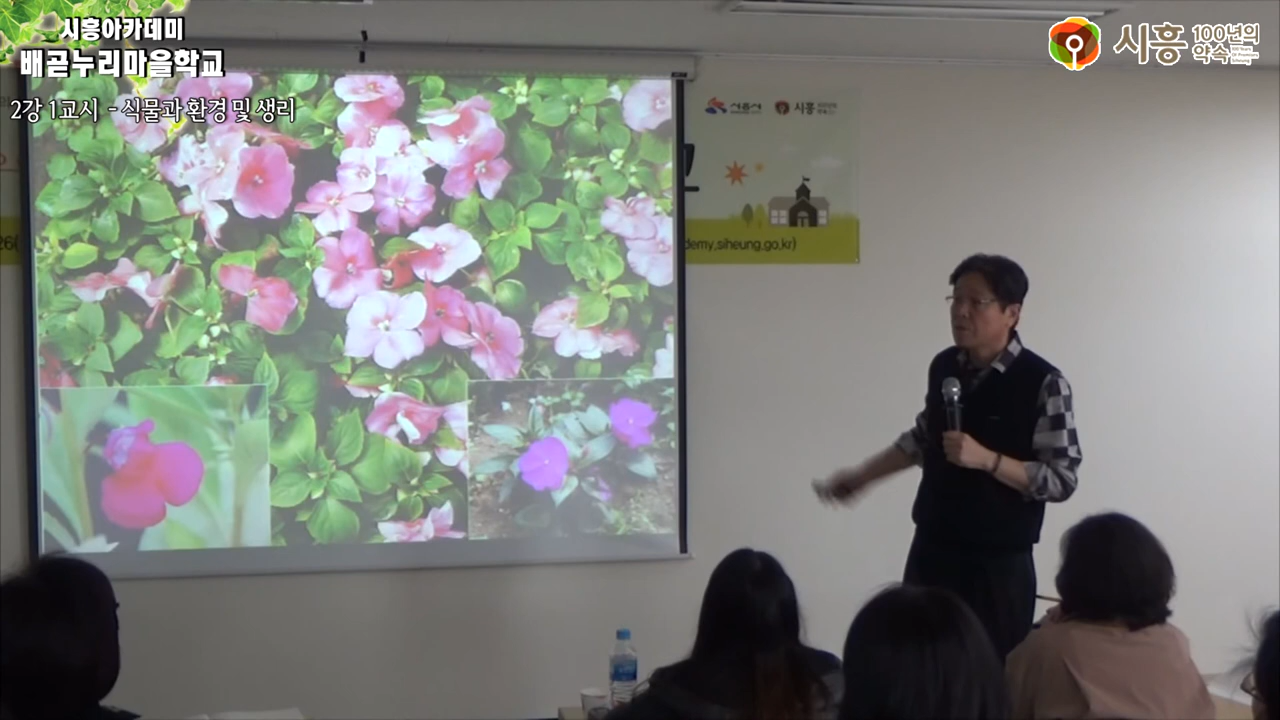 시흥아카데미
배곧누리마을학교
2강 1교시 - 식물과 환경 및 생리
시흥 100년의
약속
시흥시
시흥
demy.siheung.go.kr)